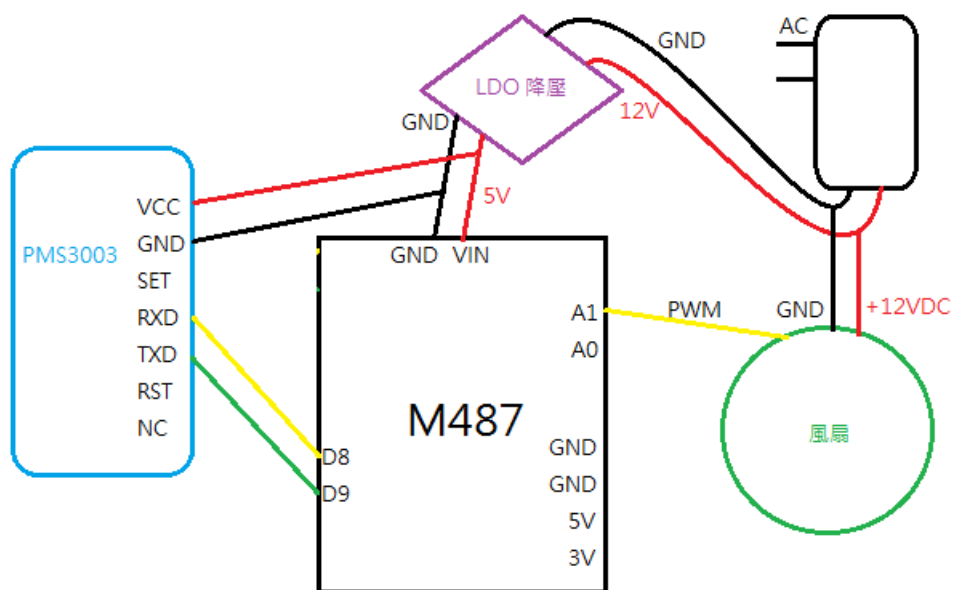 AC
GND
LDO 降壓
12V
GND
5V
VCC
GND
PMS3003
SET
RXD
TXD
RST
NC
GND VIN
A1
PWM
GND
+12VDC
A0
M487
風扇
D8
D9
GND
GND
5V
3V